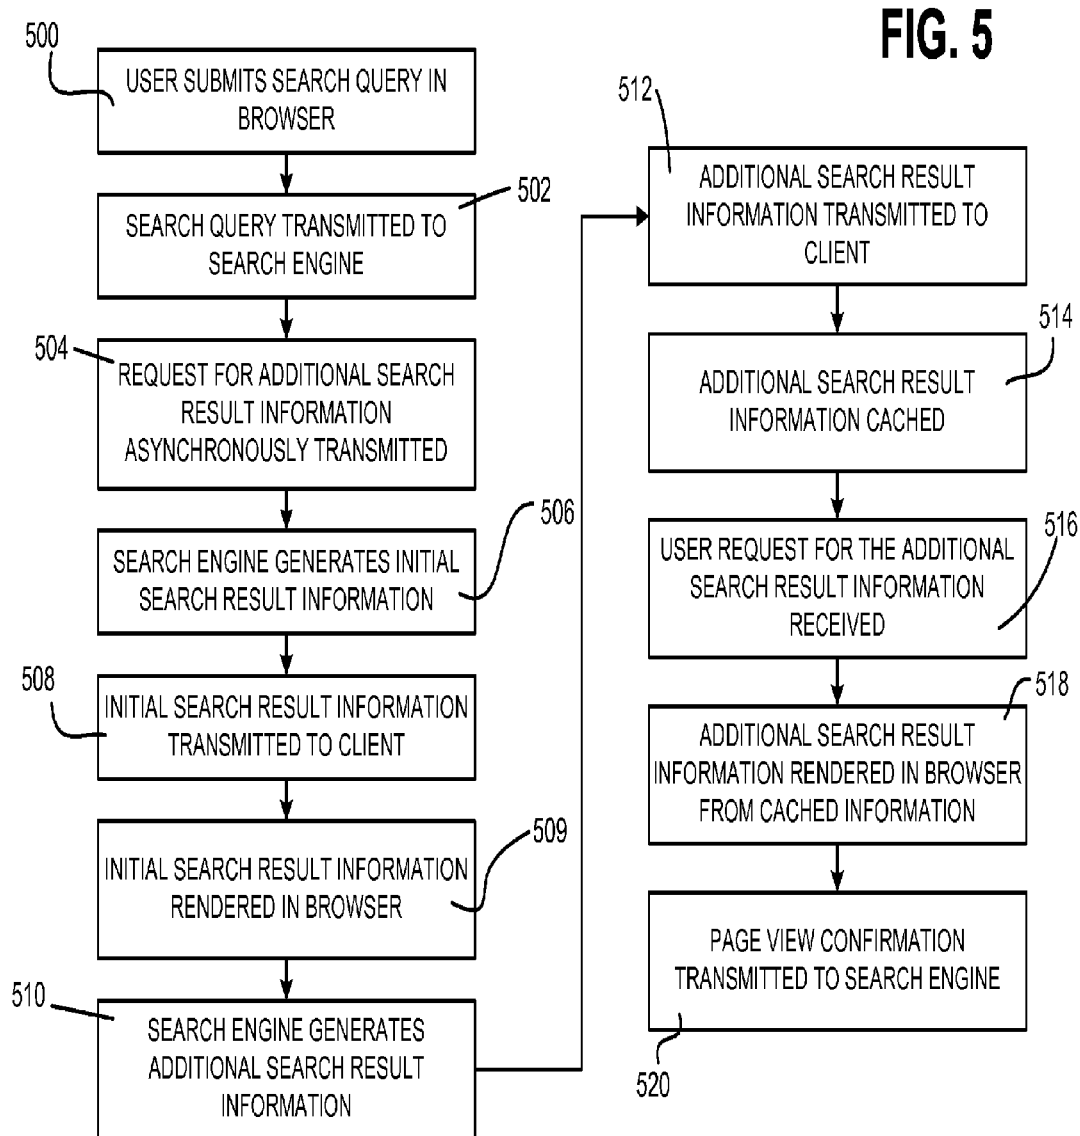 FIG. 5
500
USER SUBMITS SEARCH QUERY IN
BROWSER
502
SEARCH QUERY TRANSMITTED TO
SEARCH ENGINE
504
REQUEST FOR ADDITIONAL SEARCH
RESULT INFORMATION
ASYNCHRONOUSLY TRANSMITTED
506
SEARCH ENGINE GENERATES INITIAL
SEARCH RESULT INFORMATION
508
INITIAL SEARCH RESULT INFORMATION
TRANSMITTED TO CLIENT
509
INITIAL SEARCH RESULT INFORMATION
RENDERED IN BROWSER
510
SEARCH ENGINE GENERATES
ADDITIONAL SEARCH RESULT
INFORMATION
512
ADDITIONAL SEARCH RESULT
INFORMATION TRANSMITTED TO
CLIENT
514
ADDITIONAL SEARCH RESULT
INFORMATION CACHED
516
USER REQUEST FOR THE ADDITIONAL
SEARCH RESULT INFORMATION
RECEIVED
518
ADDITIONAL SEARCH RESULT
INFORMATION RENDERED IN BROWSER
FROM CACHED INFORMATION
PAGE VIEW CONFIRMATION
TRANSMITTED TO SEARCH ENGINE
520